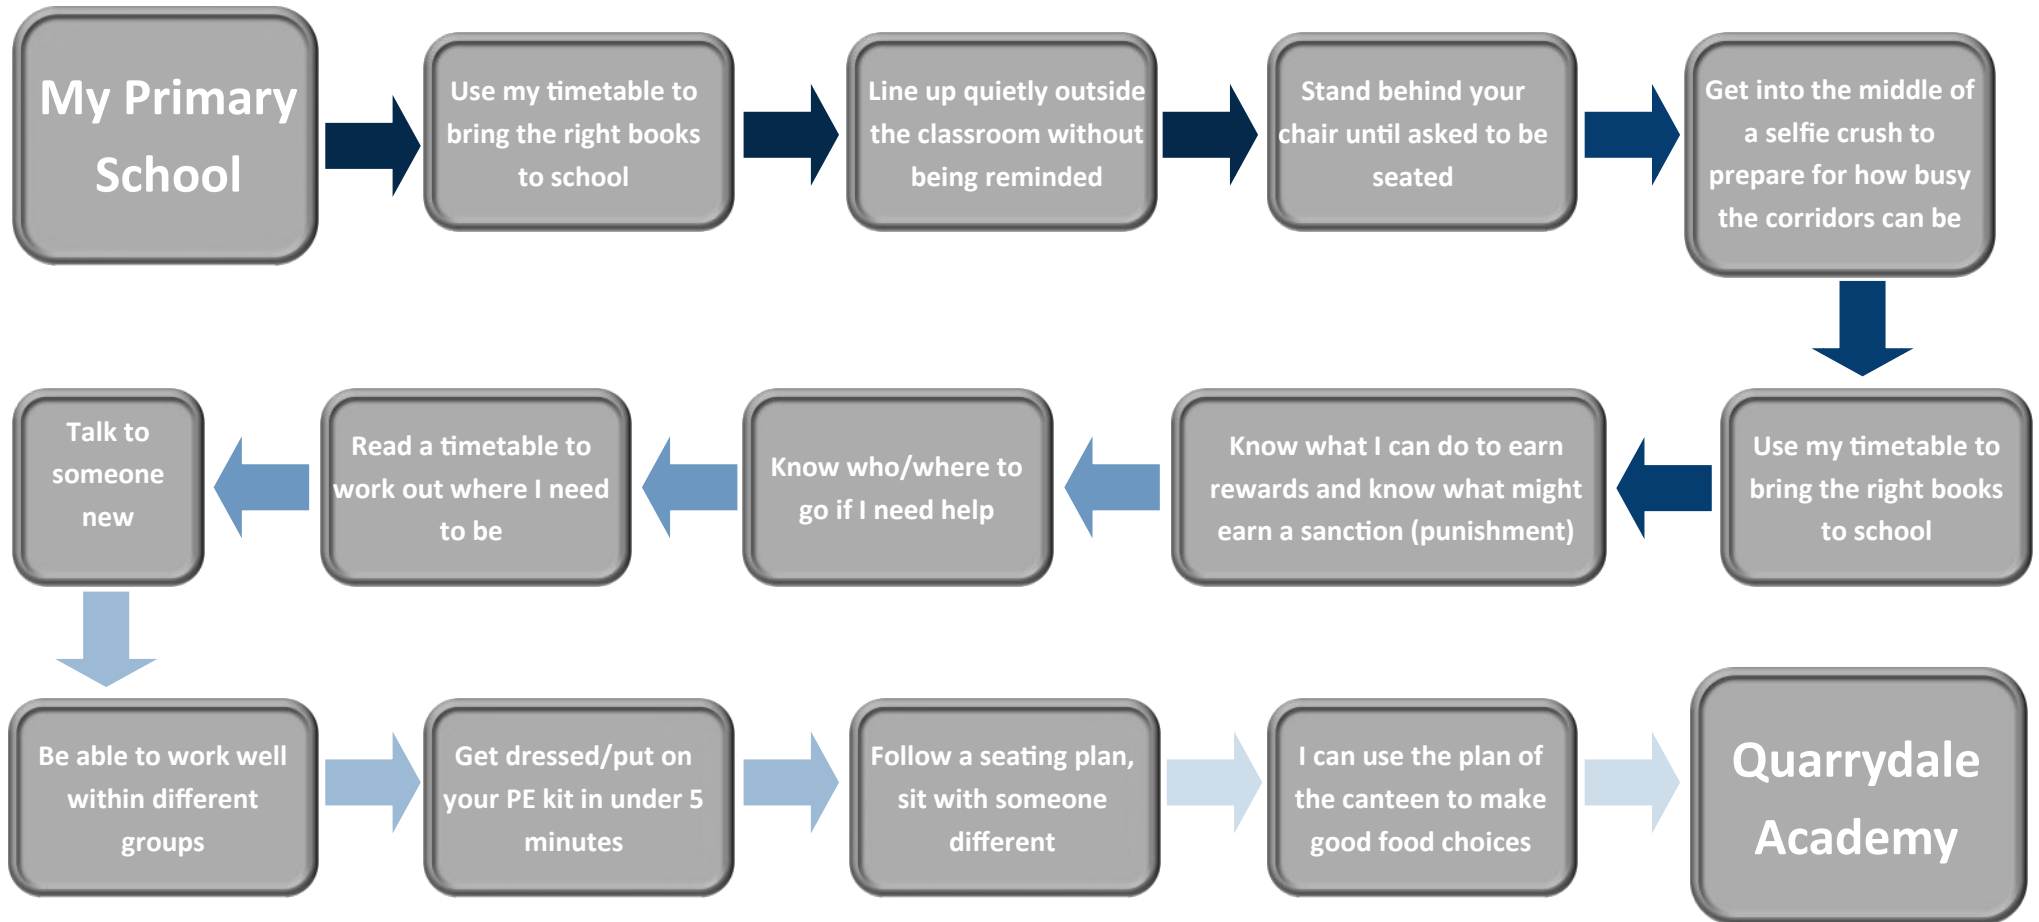 My Primary
School
Use my timetable to
bring the right books
to school
Line up quietly outside
the classroom without
being reminded
Stand behind your
chair until asked to be
seated
Get into the middle of
a selfie crush to
prepare for how busy
the corridors can be
Use my timetable to
bring the right books
to school
Know what I can do to earn
rewards and know what might
earn a sanction (punishment)
Know who/where to
go if I need help
Read a timetable to
work out where I need
to be
Talk to
someone
new
Be able to work well
within different
groups
Get dressed/put on
your PE kit in under 5
minutes
Follow a seating plan,
sit with someone
different
I can use the plan of
the canteen to make
good food choices
Quarrydale
Academy